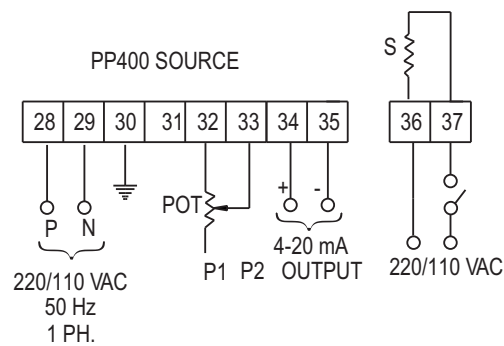 PP400 SOURCE
S
28 29 30 31 32 33 34 35
36 37
+ -
P N
POT
P1 P2
4-20 mA
OUTPUT
220/110 VAC
220/110 VAC
50 Hz
1 PH.